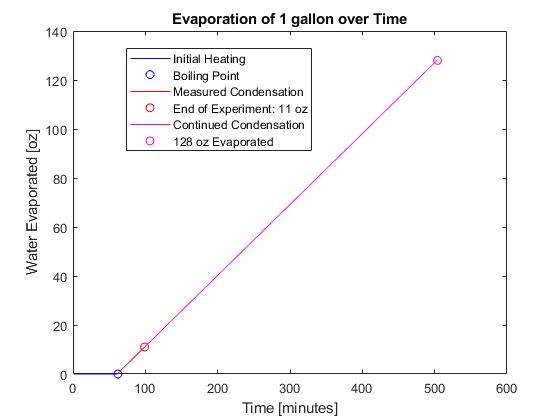 Evaporation of 1 gallon over Time
140
120
100
80
60
40
20
0
Water Evaporated [oz]
Initial Heating
Boiling Point
Measured Condensation
End of Experiment: 11 oz
Continued Condensation
128 oz Evaporated
0 100 200 300 400 500 600
Time [minutes]